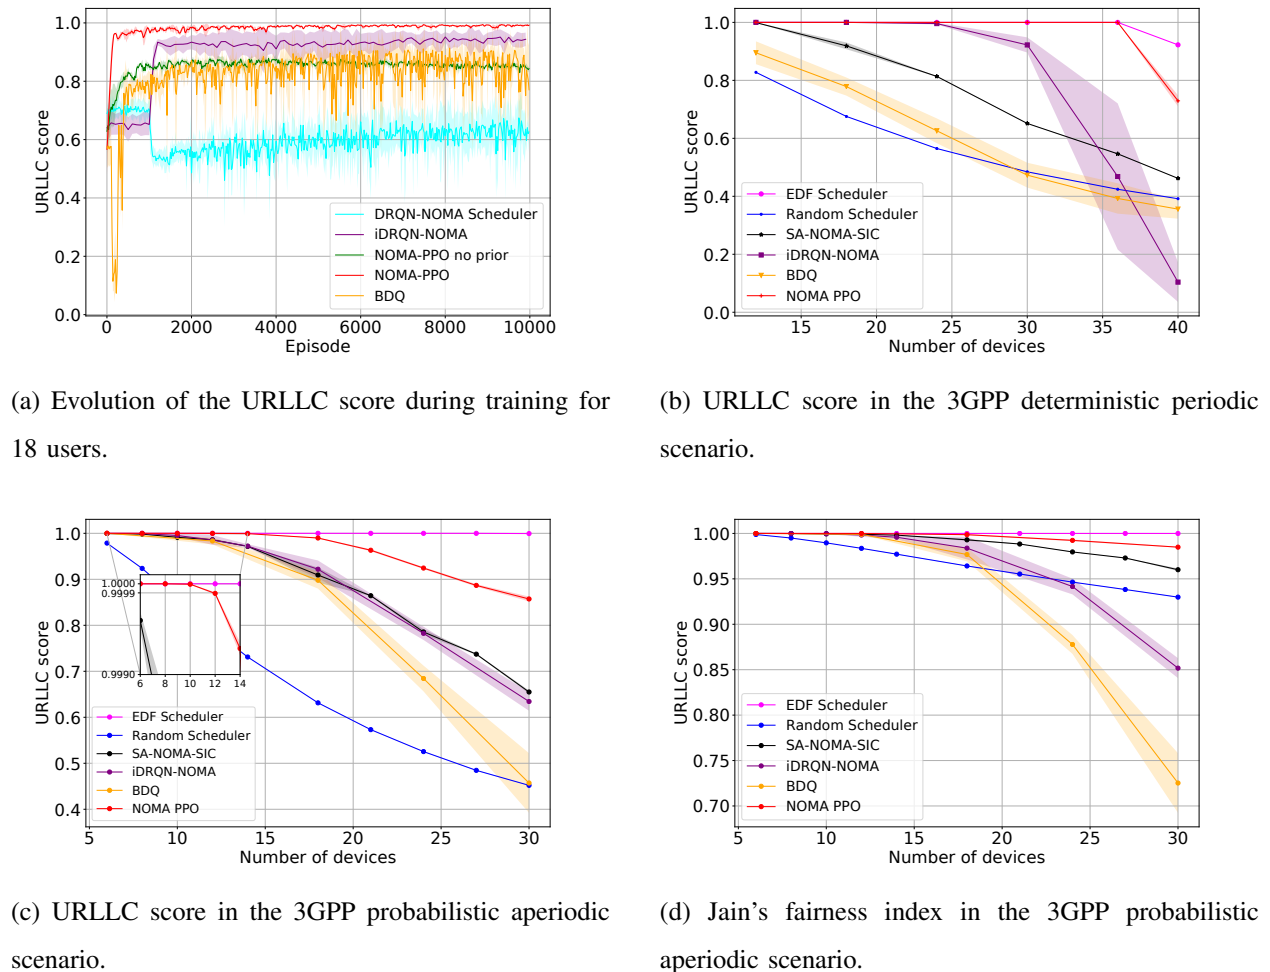 1.0
0.8
0.6
0.4
0.2
0.0
URLLC score
0
2000
4000
6000
8000
10000
Episode
DRQN-NOMA Scheduler
iDRQN-NOMA
NOMA-PPO no prior
NOMA-PPO
BDQ
(a) Evolution of the URLLC score during training for
18 users.
1.0
0.8
0.6
0.4
0.2
0.0
URLLC score
15
20
25
30
35
40
Number of devices
EDF Scheduler
Random Scheduler
SA-NOMA-SIC
iDRQN-NOMA
BDQ
NOMA PPO
(b) URLLC score in the 3GPP deterministic periodic
scenario.
1.0
0.9
0.8
0.7
0.6
0.5
0.4
URLLC score
5
10
15
20
25
30
Number of devices
1.0000
0.9999
0.9990
6
8
10
12
14
EDF Scheduler
Random Scheduler
SA-NOMA-SIC
iDRQN-NOMA
BDQ
NOMA PPO
(c) URLLC score in the 3GPP probabilistic aperiodic
scenario.
1.00
0.95
0.90
0.85
0.80
0.75
0.70
URLLC score
5
10
15
20
25
30
Number of devices
EDF Scheduler
Random Scheduler
SA-NOMA-SIC
iDRQN-NOMA
BDQ
NOMA PPO
(d) Jain's fairness index in the 3GPP probabilistic
aperiodic scenario.